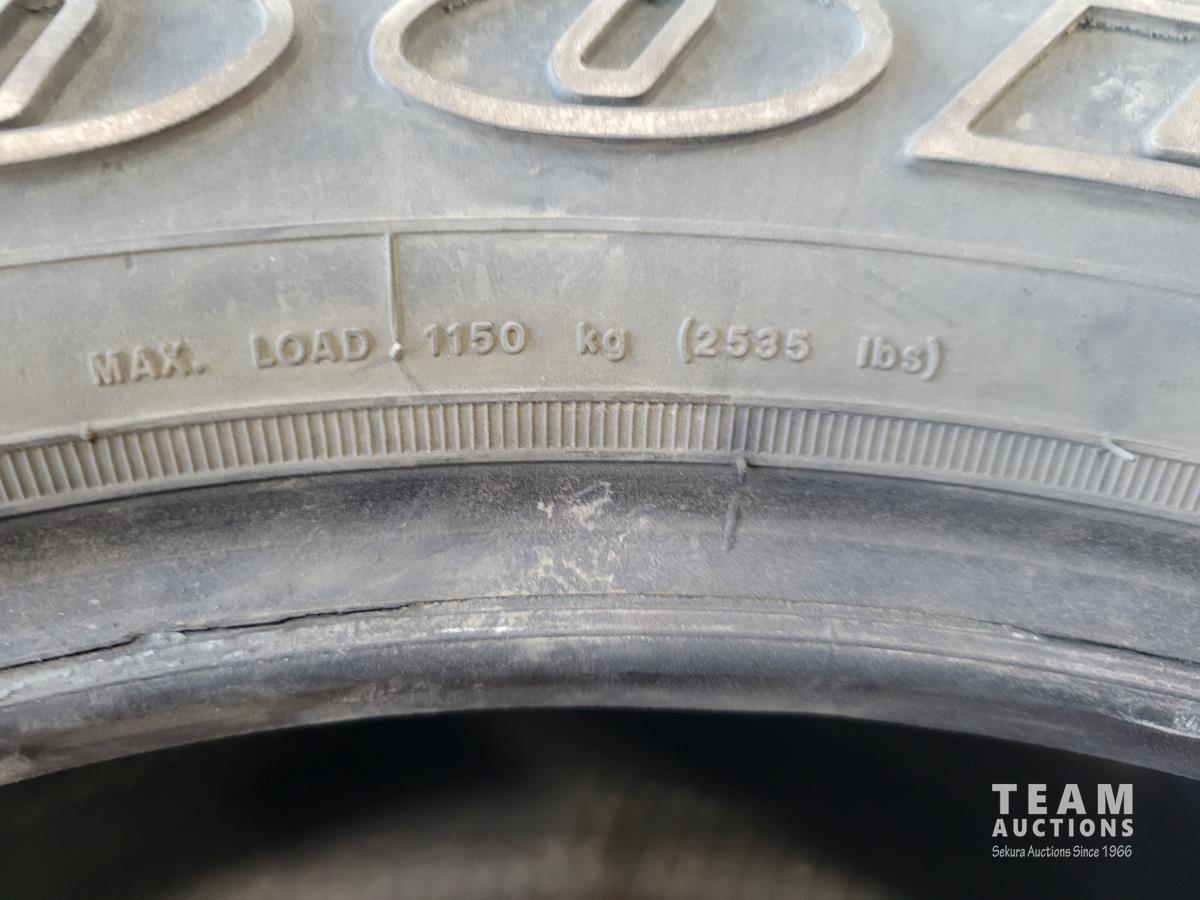 MAX. LOAD 1150 kg (2535 lbs)
TEAM
AUCTIONS
Sekura Auctions Since 1966